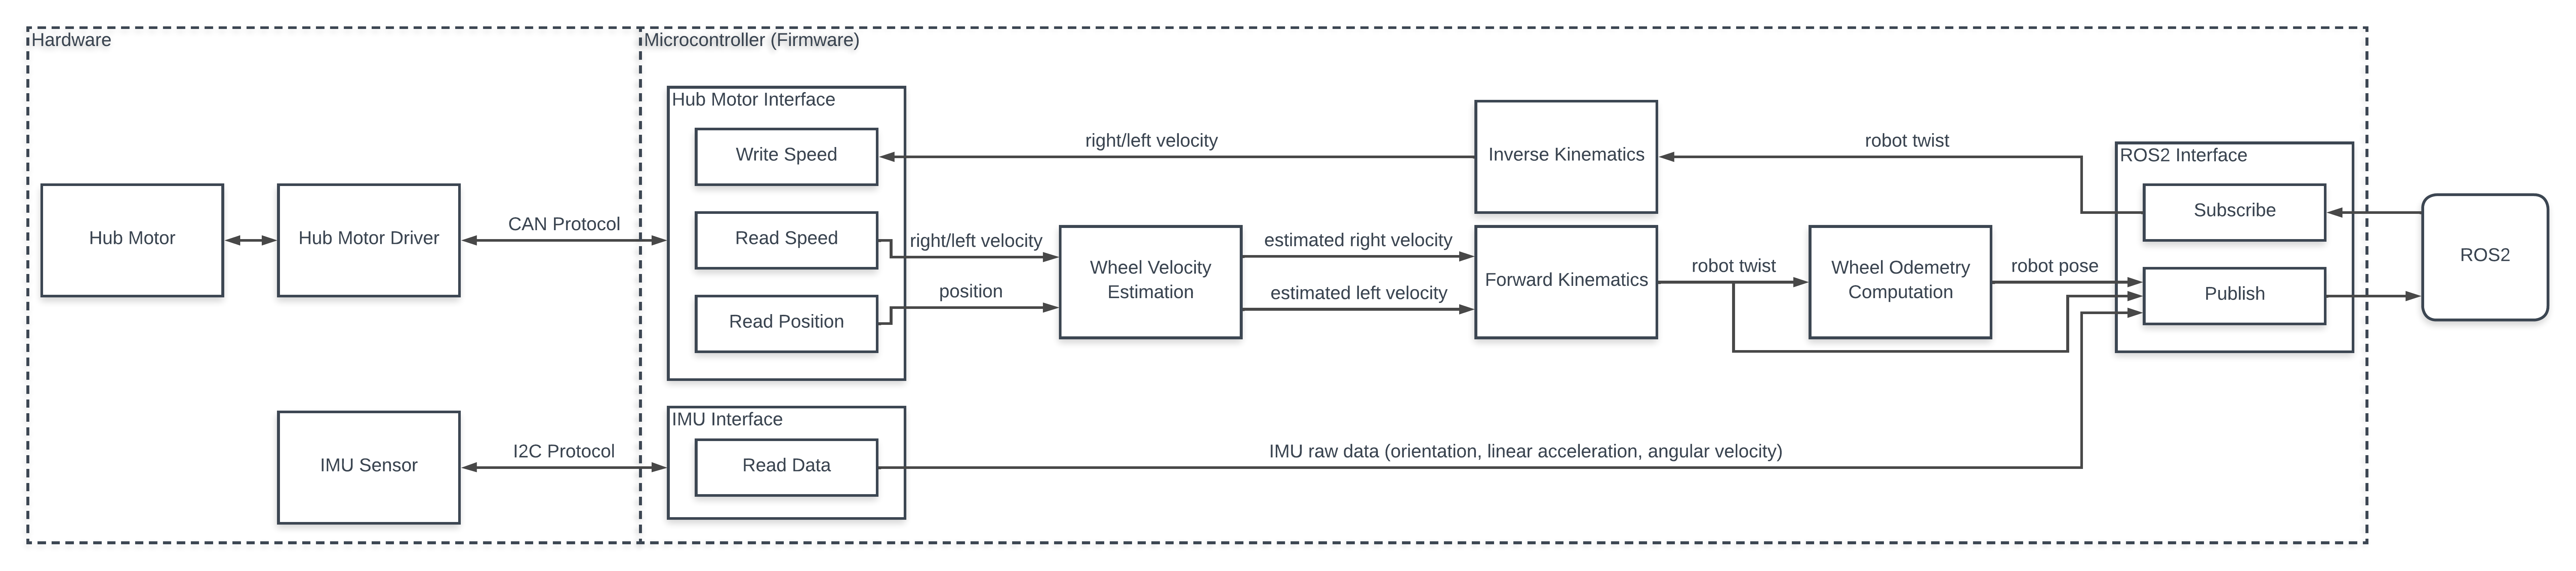 Hardware
Microcontroller (Firmware)
Hub Motor Interface
Write Speed
right/left velocity
Inverse Kinematics
robot twist
ROS2 Interface
Subscribe
Hub Motor
Hub Motor Driver
CAN Protocol
Read Speed
right/left velocity
Wheel Velocity
Estimation
estimated right velocity
Forward Kinematics
robot twist
Wheel Odemetry
Computation
robot pose
Publish
ROS2
Read Position
position
estimated left velocity
IMU Sensor
I2C Protocol
IMU Interface
Read Data
IMU raw data (orientation, linear acceleration, angular velocity)